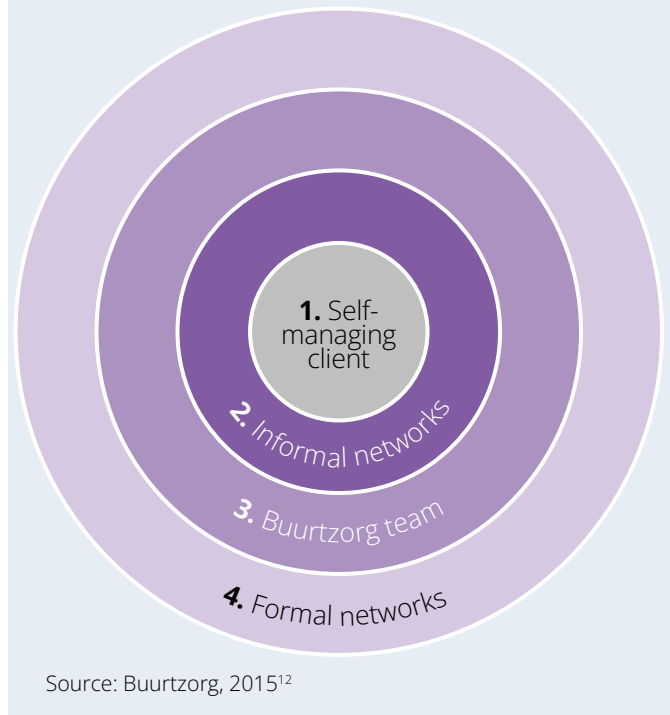 1. Self-
managing
client
2. Informal networks
3. Buurtzorg team
4. Formal networks
Source: Buurtzorg, 2015¹²